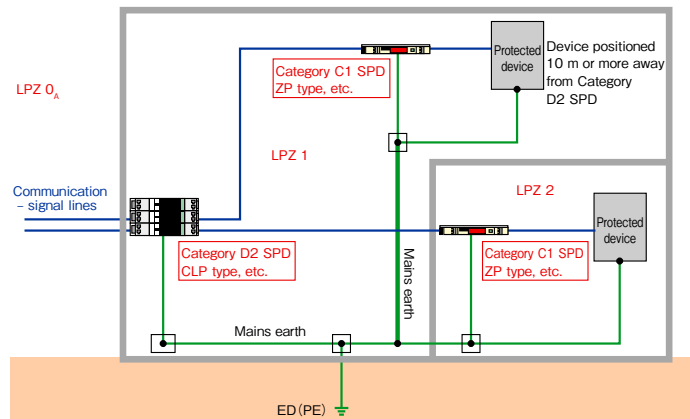 Protected
device
Device positioned
10 m or more away
from Category
D2 SPD
Category C1 SPD
ZP type, etc.
LPZ 0A
LPZ 1
LPZ 2
Communication
– signal lines
Protected
device
Category D2 SPD
CLP type, etc.
Category C1 SPD
ZP type, etc.
Mains earth
Mains earth
ED(PE)